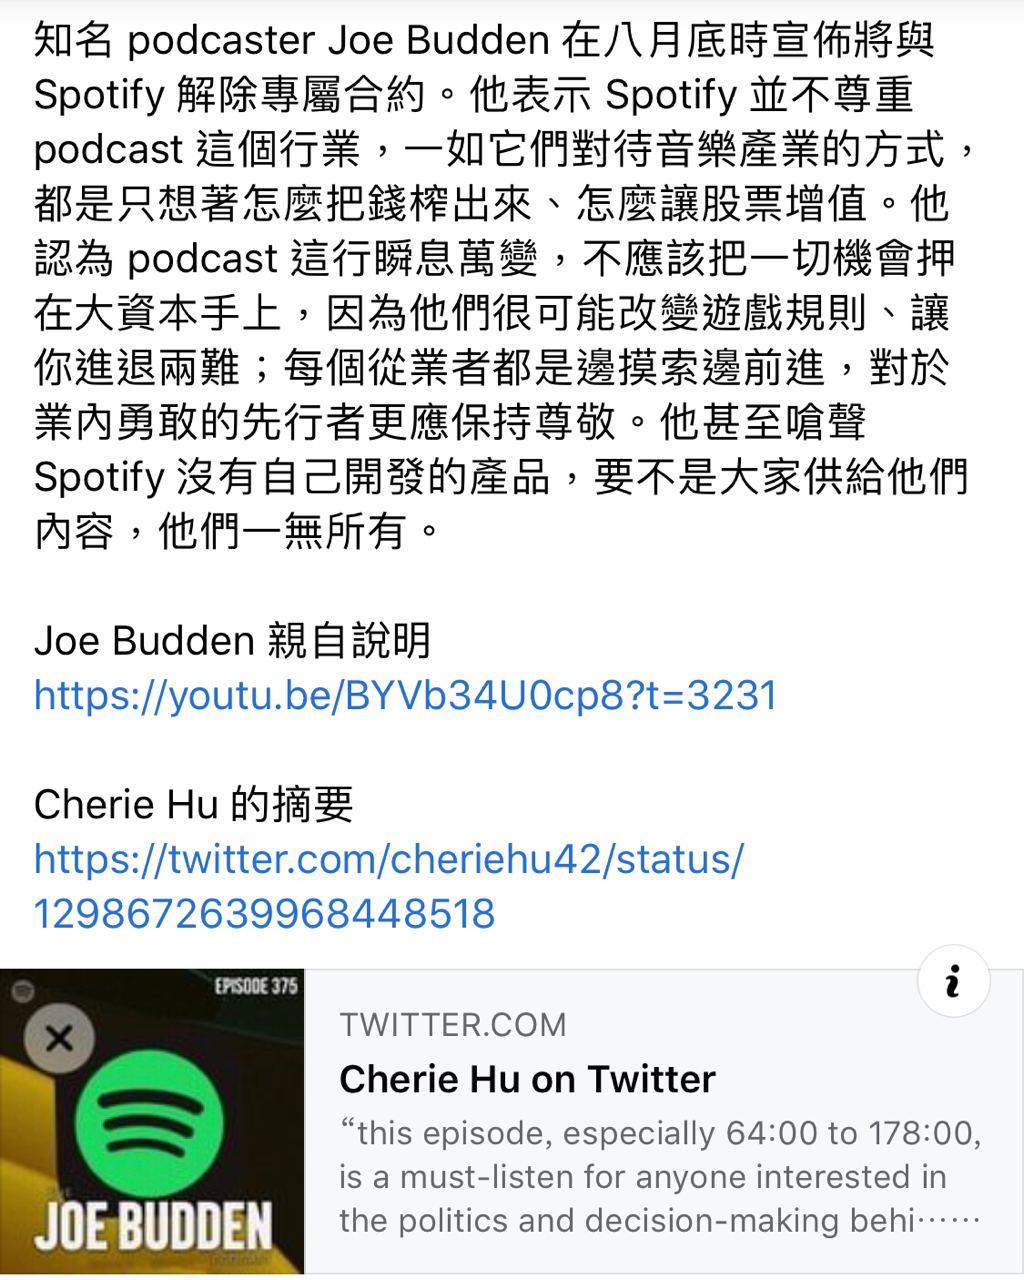 知名 podcaster Joe Budden 在八月底時宣佈將與
Spotify 解除專屬合約。他表示 Spotify 並不尊重
podcast 這個行業，一如它們對待音樂產業的方式，
都是只想著怎麼把錢榨出來、怎麼讓股票增值。他
認為 podcast 這行瞬息萬變，不應該把一切機會押
在大資本手上，因為他們很可能改變遊戲規則、讓
你進退兩難；每個從業者都是邊摸索邊前進，對於
業內勇敢的先行者更應保持尊敬。他甚至嗆聲
Spotify 沒有自己開發的產品，要不是大家供給他們
內容，他們一無所有。
Joe Budden 親自說明
https://youtu.be/BYVb34U0cp8?t=3231
Cherie Hu 的摘要
https://twitter.com/cheriehu42/status/
1298672639968448518
EPISODE 375
JOE BUDDEN
TWITTER.COM
Cherie Hu on Twitter
“this episode, especially 64:00 to 178:00,
is a must-listen for anyone interested in
the politics and decision-making behi⋯⋯